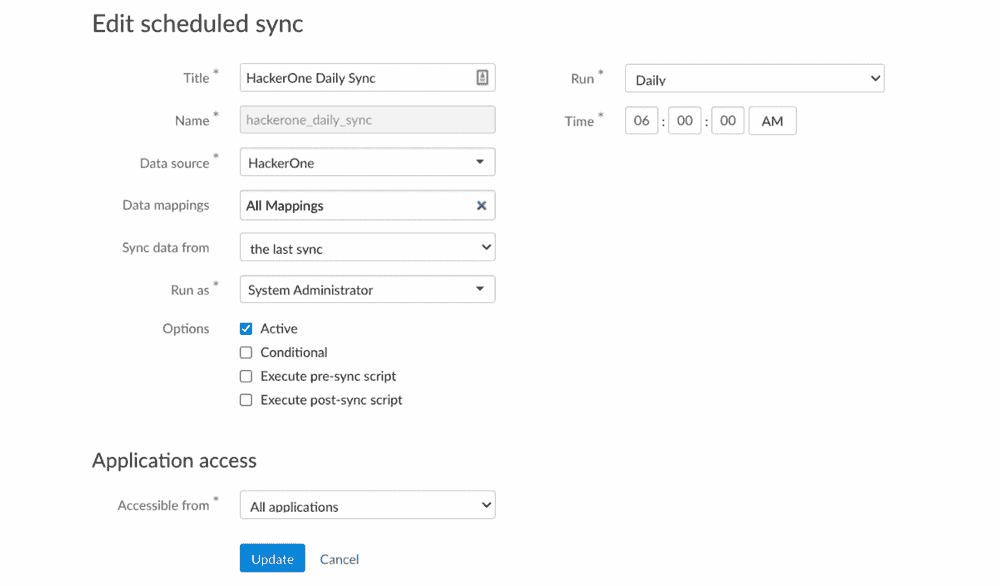 Edit scheduled sync
Title * HackerOne Daily Sync
Run * Daily
Name * hackerone_daily_sync
Time * 06 : 00 : 00 AM
Data source * HackerOne
Data mappings All Mappings
Sync data from the last sync
Run as * System Administrator
Options Active
Conditional
Execute pre-sync script
Execute post-sync script
Application access
Accessible from * All applications
Update Cancel